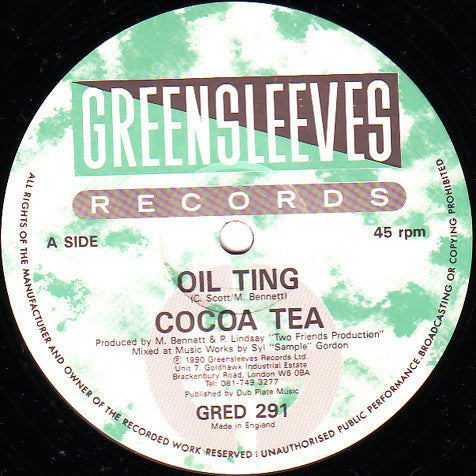 GREENSLEEVES
RECORDS
A SIDE
45 rpm
OIL TING
(C. Scott/M. Bennett)
COCOA TEA
Produced by M. Bennett & P. Lindsay "Two Friends Production"
Mixed at Music Works by Syl "Sample" Gordon
℗ 1990 Greensleeves Records Ltd.
Unit 7, Goldhawk Industrial Estate
Brackenbury Road, London W6 0BA
Tel: 081-749 3277
Published by Dub Plate Music
GRED 291
Made in England
ALL RIGHTS OF THE MANUFACTURER AND OWNER OF THE RECORDED WORK RESERVED | UNAUTHORISED PUBLIC PERFORMANCE.BROADCASTING OR COPYING PROHIBITED